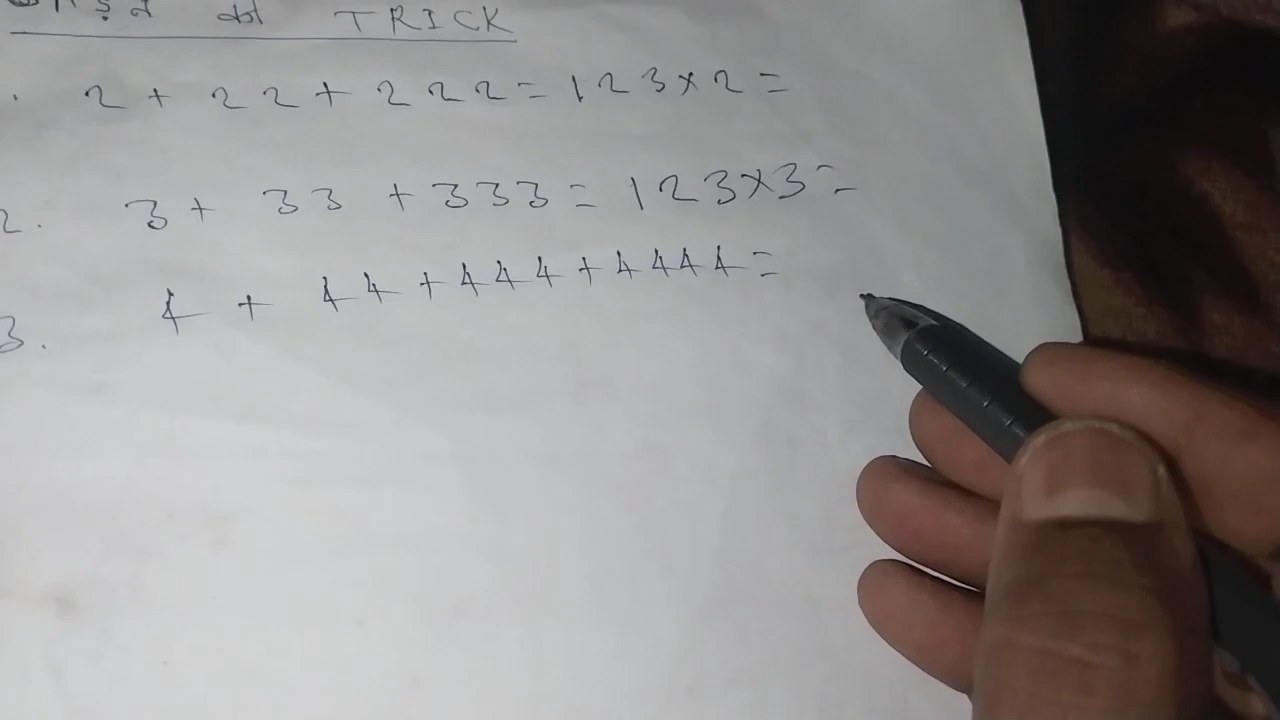 का TRICK
2 + 22 + 222 = 123 × 2 =
2. 3 + 33 + 333 = 123 × 3 =
3. 4 + 44 + 444 + 4444 =